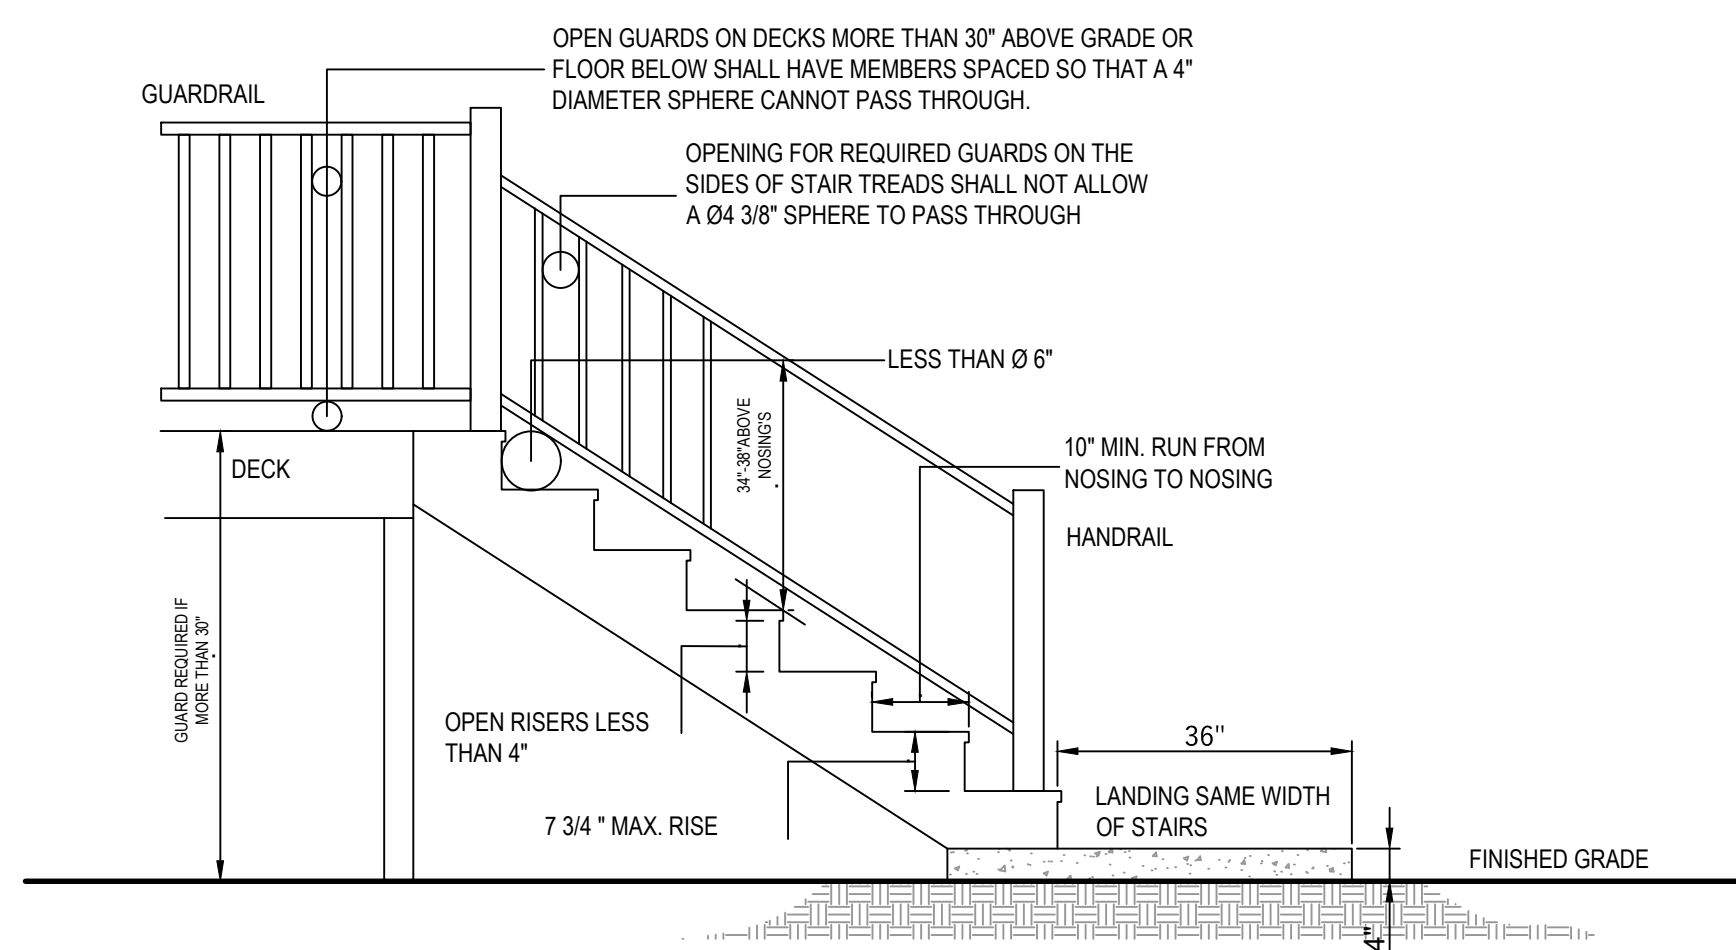 OPEN GUARDS ON DECKS MORE THAN 30" ABOVE GRADE OR
FLOOR BELOW SHALL HAVE MEMBERS SPACED SO THAT A 4"
DIAMETER SPHERE CANNOT PASS THROUGH.
GUARDRAIL
OPENING FOR REQUIRED GUARDS ON THE
SIDES OF STAIR TREADS SHALL NOT ALLOW
A Ø4 3/8" SPHERE TO PASS THROUGH
LESS THAN Ø 6"
34"-38"ABOVE
NOSING'S
10" MIN. RUN FROM
NOSING TO NOSING
DECK
HANDRAIL
GUARD REQUIRED IF
MORE THAN 30"
OPEN RISERS LESS
THAN 4"
36"
7 3/4 " MAX. RISE
LANDING SAME WIDTH
OF STAIRS
FINISHED GRADE
4"